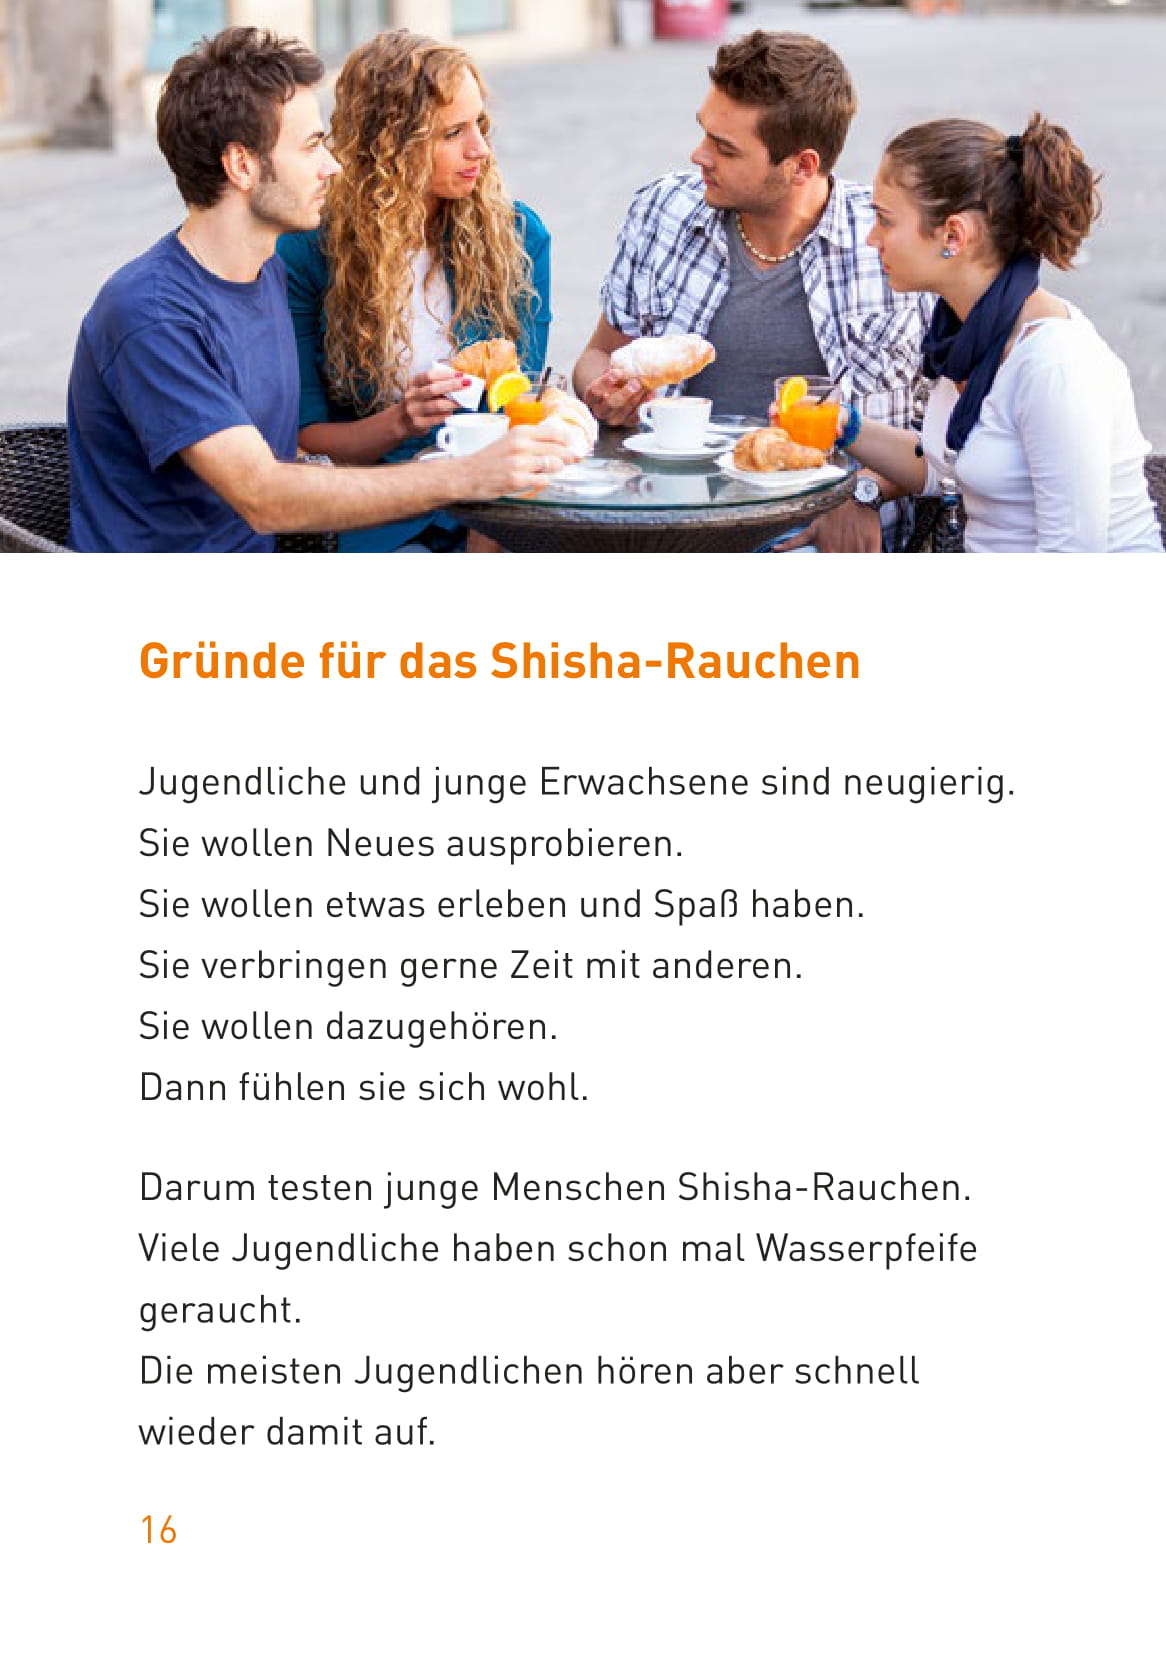 Gründe für das Shisha-Rauchen
Jugendliche und junge Erwachsene sind neugierig.
Sie wollen Neues ausprobieren.
Sie wollen etwas erleben und Spaß haben.
Sie verbringen gerne Zeit mit anderen.
Sie wollen dazugehören.
Dann fühlen sie sich wohl.
Darum testen junge Menschen Shisha-Rauchen.
Viele Jugendliche haben schon mal Wasserpfeife
geraucht.
Die meisten Jugendlichen hören aber schnell
wieder damit auf.
16